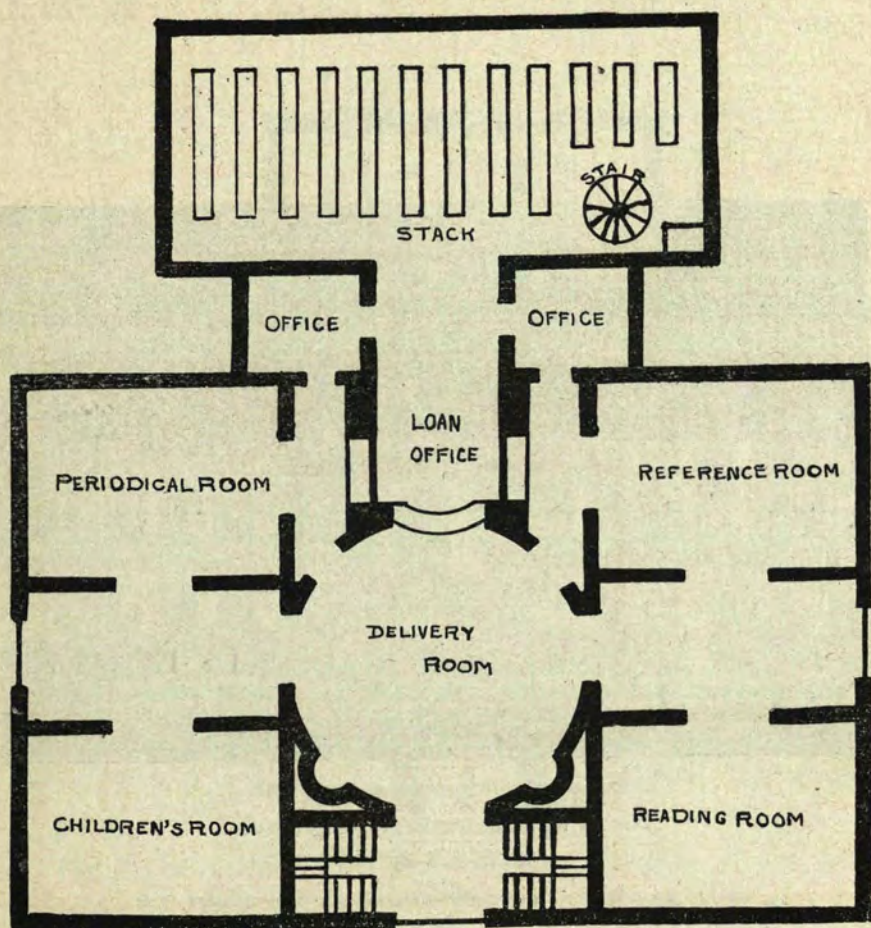 STAIR
STACK
OFFICE
OFFICE
LOAN
OFFICE
PERIODICAL ROOM
REFERENCE ROOM
DELIVERY
ROOM
CHILDREN'S ROOM
READING ROOM